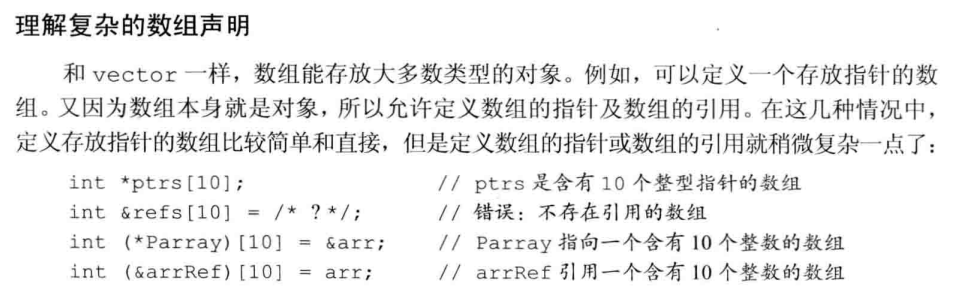 理解复杂的数组声明
和 vector 一样，数组能存放大多数类型的对象。例如，可以定义一个存放指针的数
组。又因为数组本身就是对象，所以允许定义数组的指针及数组的引用。在这几种情况中，
定义存放指针的数组比较简单和直接，但是定义数组的指针或数组的引用就稍微复杂一点了：
int *ptrs[10]; // ptrs 是含有 10 个整型指针的数组
int &refs[10] = /* ? */; // 错误：不存在引用的数组
int (*Parray)[10] = &arr; // Parray 指向一个含有 10 个整数的数组
int (&arrRef)[10] = arr; // arrRef 引用一个含有 10 个整数的数组